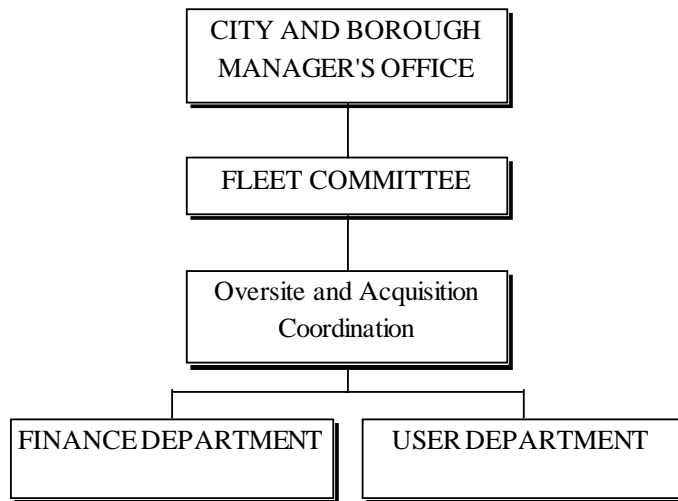 CITY AND BOROUGH
MANAGER'S OFFICE
FLEET COMMITTEE
Oversite and Acquisition
Coordination
FINANCE DEPARTMENT
USER DEPARTMENT